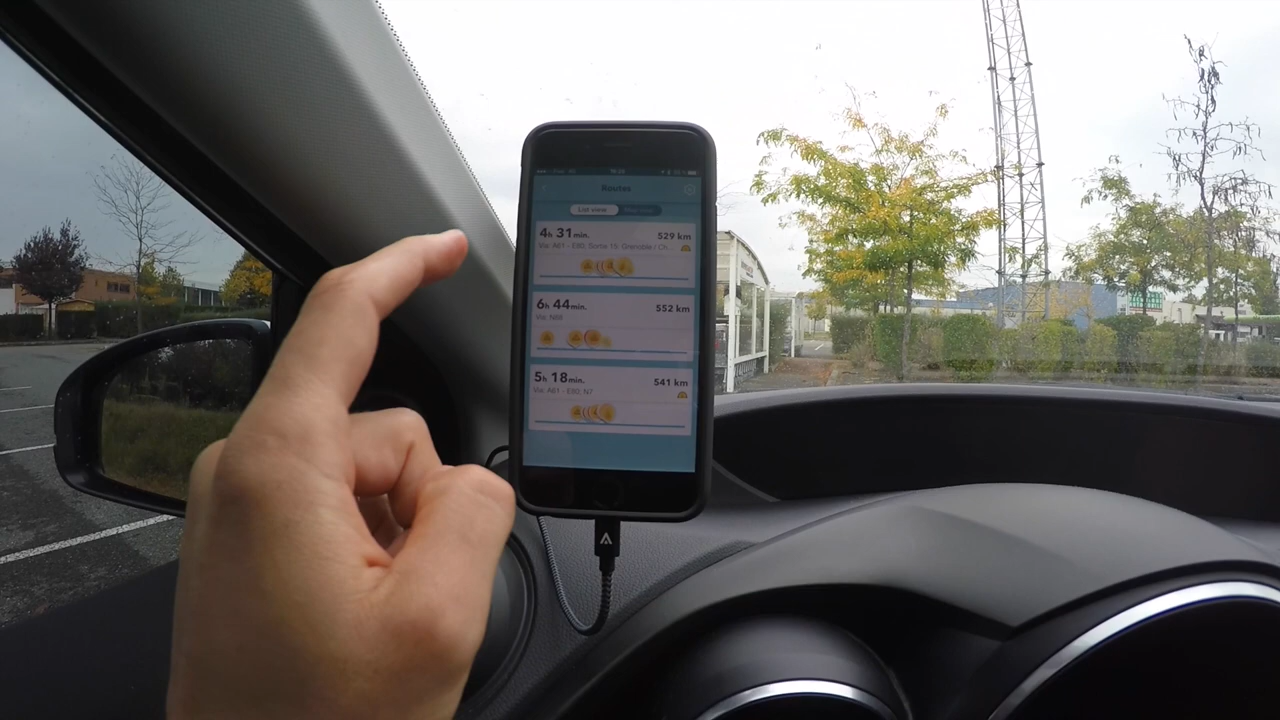 Routes
List view
4h 31min.
529 km
Via: A61 - E80, Sortie 15: Grenoble / Ch...
6h 44min.
552 km
Via: N88
5h 18min.
541 km
Via: A61 - E80, N7